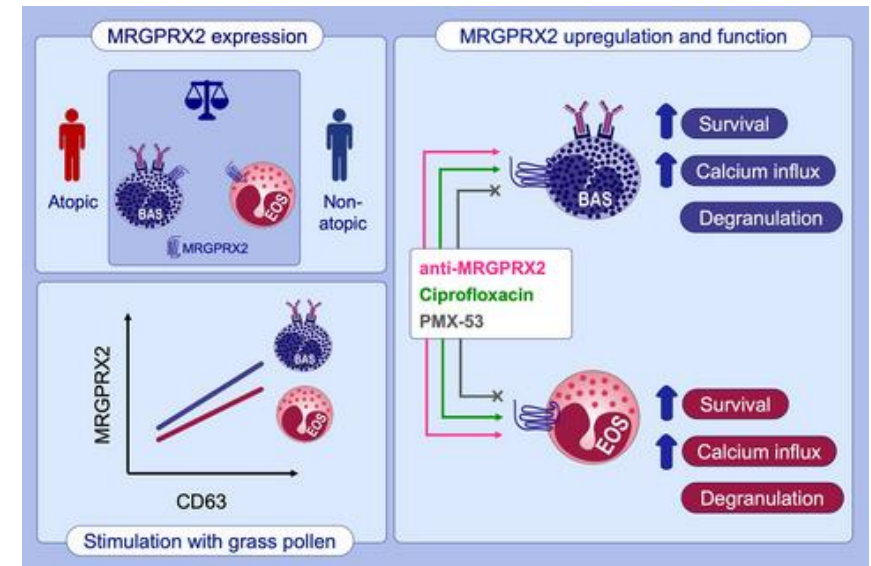 MRGPRX2 expression
Atopic
BAS
EOS
Non-
atopic
MRGPRX2
MRGPRX2
BAS
EOS
CD63
Stimulation with grass pollen
MRGPRX2 upregulation and function
BAS
Survival
Calcium influx
Degranulation
anti-MRGPRX2
Ciprofloxacin
PMX-53
EOS
Survival
Calcium influx
Degranulation